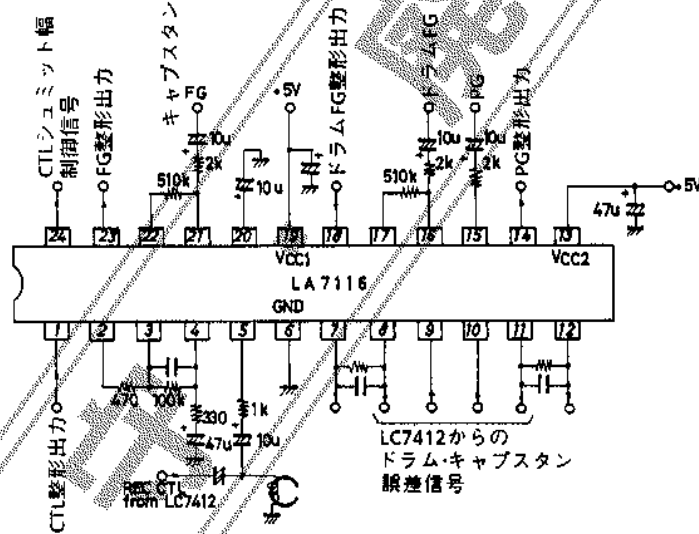 CTLシュミット幅
制御信号
FG整形出力
キャプスタン
FG
+5V
ドラムFG整形出力
ドラムFG
PG
PG整形出力
+5V
10u
2k
510k
10u
10u
2k
510k
10u
2k
47u
24
23
22
21
20
19
18
17
16
15
14
13
VCC1
VCC2
LA7116
GND
1
2
3
4
5
6
7
8
9
10
11
12
470
100k
330
47u
1k
10u
CTL整形出力
REC CTL
from LC7412
LC7412からの
ドラム・キャプスタン
誤差信号